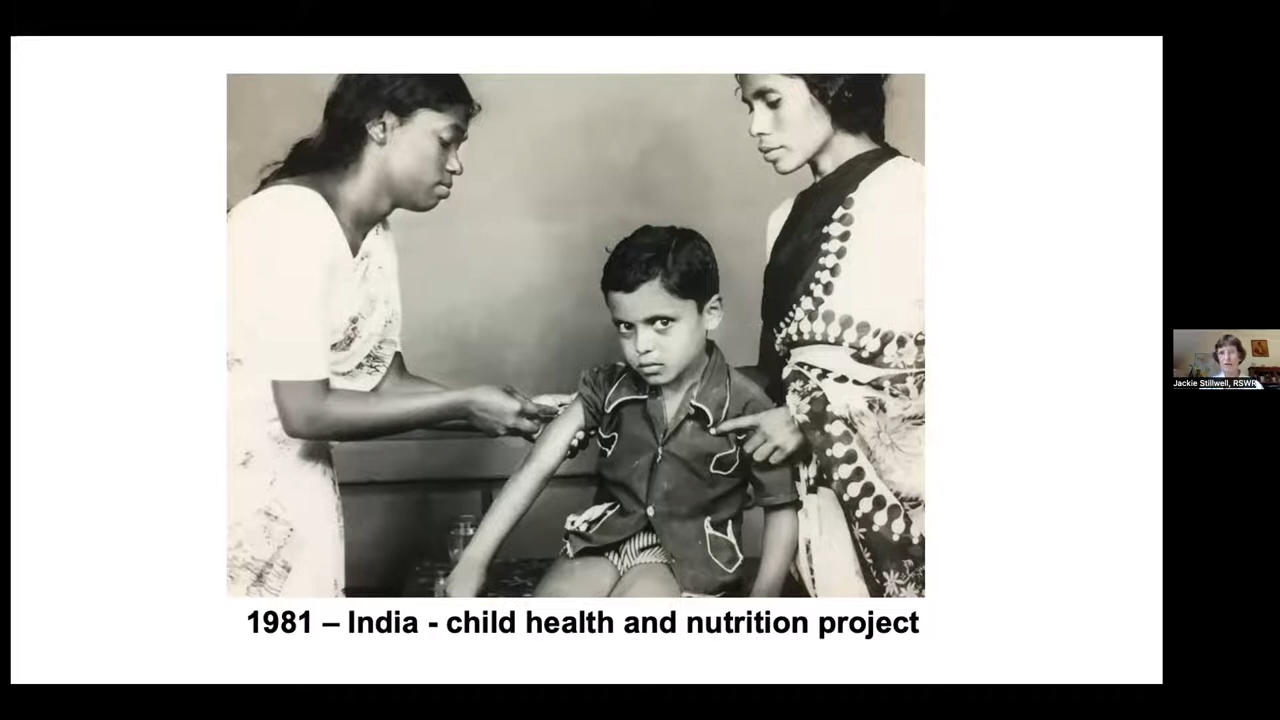 1981 – India - child health and nutrition project
Jackie Stillwell, RSWR